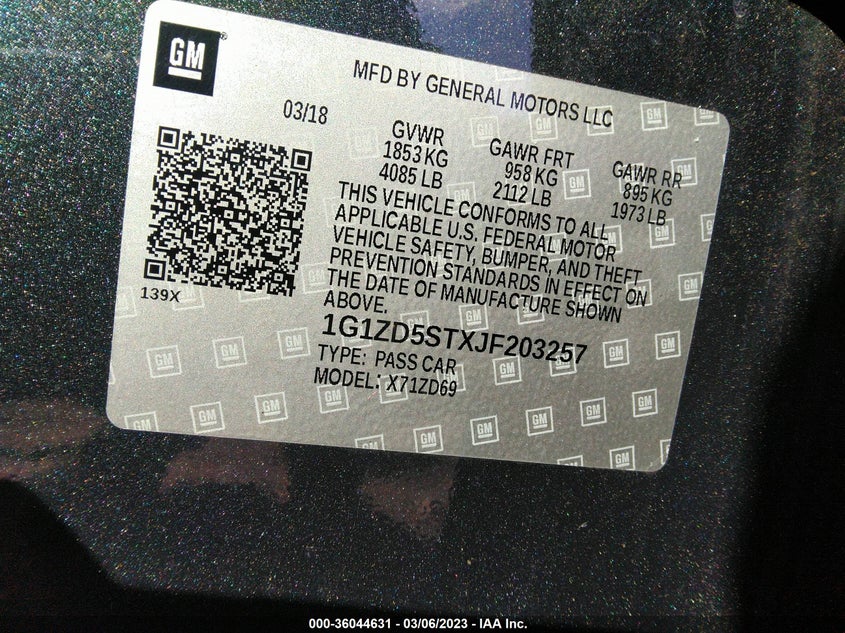 GM®
MFD BY GENERAL MOTORS LLC
03/18
GVWR
1853 KG
4085 LB
GAWR FRT
958 KG
2112 LB
GAWR RR
895 KG
1973 LB
THIS VEHICLE CONFORMS TO ALL
APPLICABLE U.S. FEDERAL MOTOR
VEHICLE SAFETY, BUMPER, AND THEFT
PREVENTION STANDARDS IN EFFECT ON
THE DATE OF MANUFACTURE SHOWN
ABOVE.
139X
1G1ZD5STXJF203257
TYPE: PASS CAR
MODEL: X71ZD69
000-36044631 - 03/06/2023 - IAA Inc.